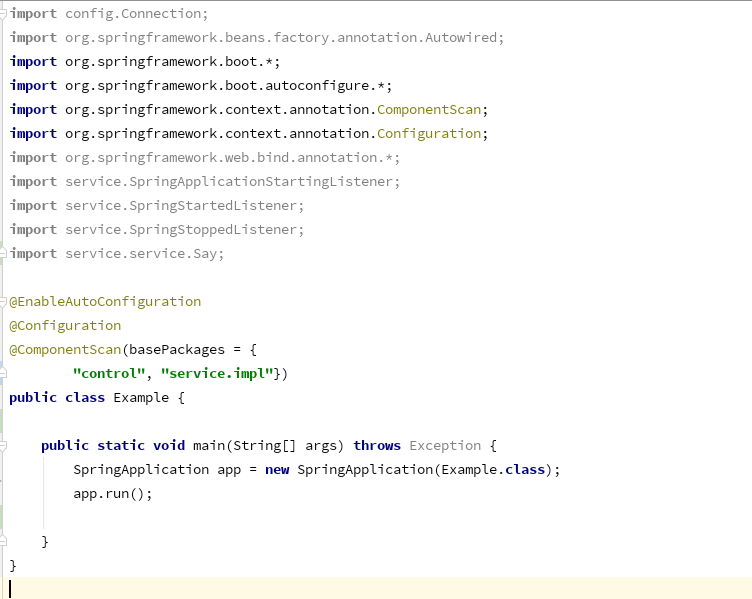 import config.Connection;
import org.springframework.beans.factory.annotation.Autowired;
import org.springframework.boot.*;
import org.springframework.boot.autoconfigure.*;
import org.springframework.context.annotation.ComponentScan;
import org.springframework.context.annotation.Configuration;
import org.springframework.web.bind.annotation.*;
import service.SpringApplicationStartingListener;
import service.SpringStartedListener;
import service.SpringStoppedListener;
import service.service.Say;
@EnableAutoConfiguration
@Configuration
@ComponentScan(basePackages = {
        "control", "service.impl"})
public class Example {
    public static void main(String[] args) throws Exception {
        SpringApplication app = new SpringApplication(Example.class);
        app.run();
    }
}